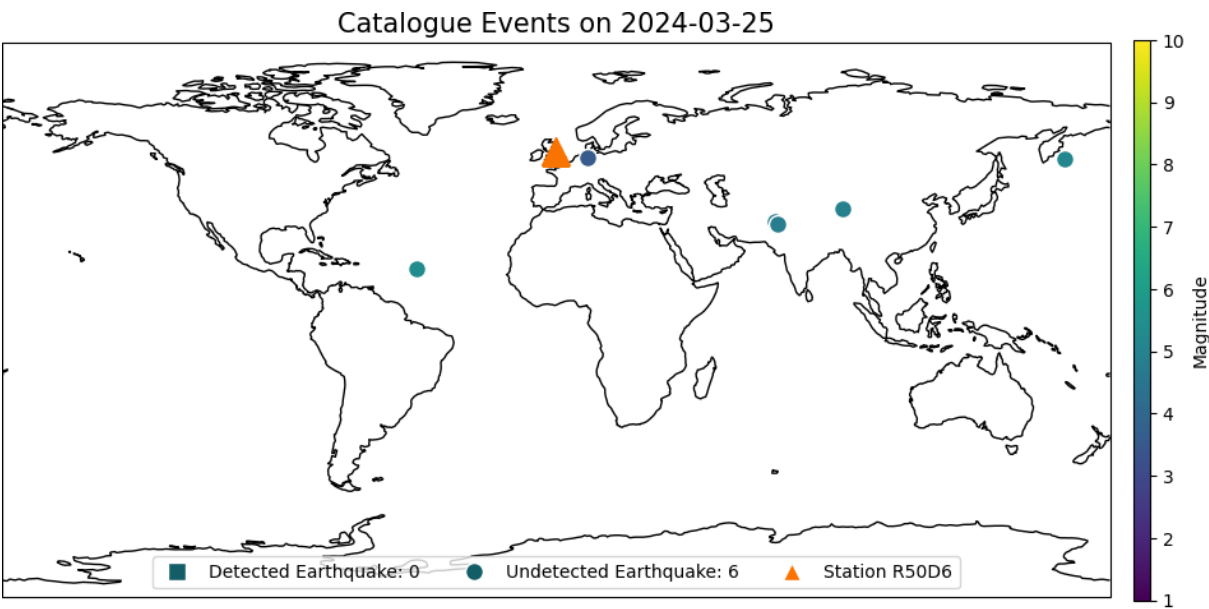 Catalogue Events on 2024-03-25
10
9
8
7
6
5
4
3
2
1
Magnitude
Detected Earthquake: 0
Undetected Earthquake: 6
Station R50D6